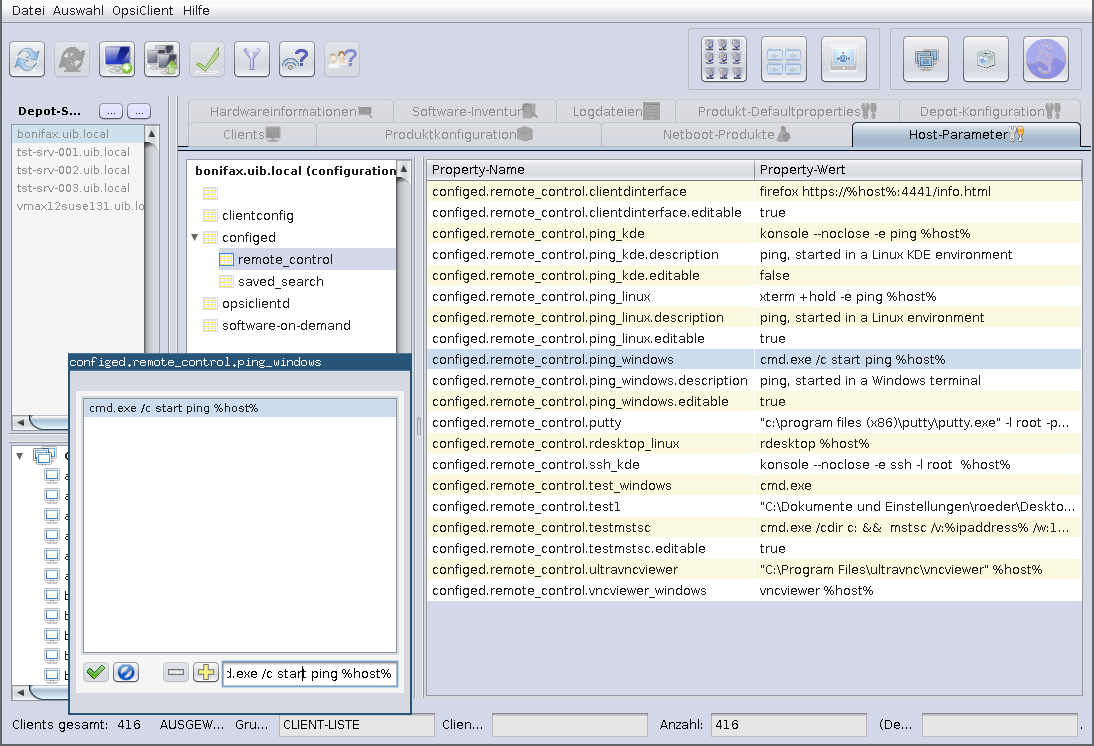 Datei Auswahl OpsiClient Hilfe
Depot-S... ... ...
bonifax.uib.local
tst-srv-001.uib.local
tst-srv-002.uib.local
tst-srv-003.uib.local
vmax12suse131.uib.lo
Hardwareinformationen Software-Inventur Logdateien Produkt-Defaultproperties Depot-Konfiguration
Clients Produktkonfiguration Netboot-Produkte Host-Parameter
bonifax.uib.local (configuration
clientconfig
configed
remote_control
saved_search
opsiclientd
software-on-demand
Property-Name Property-Wert
configed.remote_control.clientdinterface firefox https://%host%:4441/info.html
configed.remote_control.clientdinterface.editable true
configed.remote_control.ping_kde konsole --noclose -e ping %host%
configed.remote_control.ping_kde.description ping, started in a Linux KDE environment
configed.remote_control.ping_kde.editable false
configed.remote_control.ping_linux xterm +hold -e ping %host%
configed.remote_control.ping_linux.description ping, started in a Linux environment
configed.remote_control.ping_linux.editable true
configed.remote_control.ping_windows cmd.exe /c start ping %host%
configed.remote_control.ping_windows.description ping, started in a Windows terminal
configed.remote_control.ping_windows.editable true
configed.remote_control.putty "c:\program files (x86)\putty\putty.exe" -l root -p...
configed.remote_control.rdesktop_linux rdesktop %host%
configed.remote_control.ssh_kde konsole --noclose -e ssh -l root %host%
configed.remote_control.test_windows cmd.exe
configed.remote_control.test1 "C:\Dokumente und Einstellungen\roeder\Deskto...
configed.remote_control.testmstsc cmd.exe /cdir c: && mstsc /v:%ipaddress% /w:1...
configed.remote_control.testmstsc.editable true
configed.remote_control.ultravncviewer "C:\Program Files\ultravnc\vncviewer" %host%
configed.remote_control.vncviewer_windows vncviewer %host%
configed.remote_control.ping_windows
cmd.exe /c start ping %host%
d.exe /c start ping %host%
Clients gesamt: 416 AUSGEW... Gru... CLIENT-LISTE Clien... Anzahl: 416 (De... .